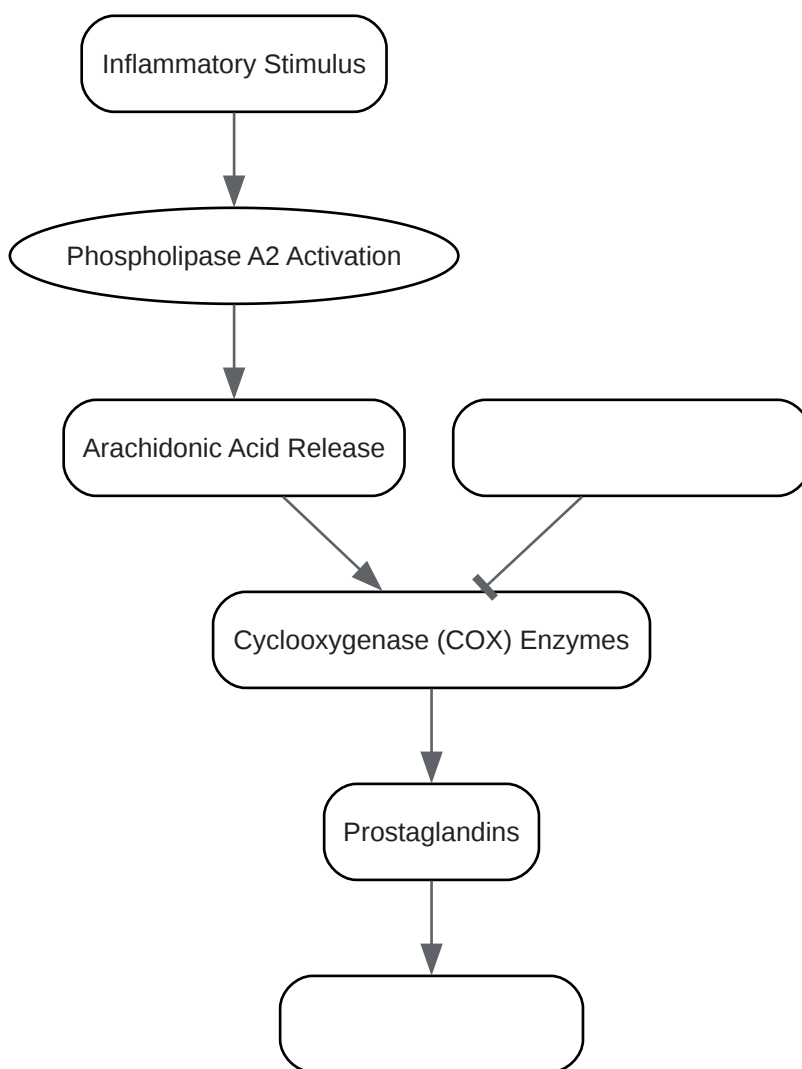 Inflammatory Stimulus
Phospholipase A2 Activation
Arachidonic Acid Release
Cyclooxygenase (COX) Enzymes
Prostaglandins